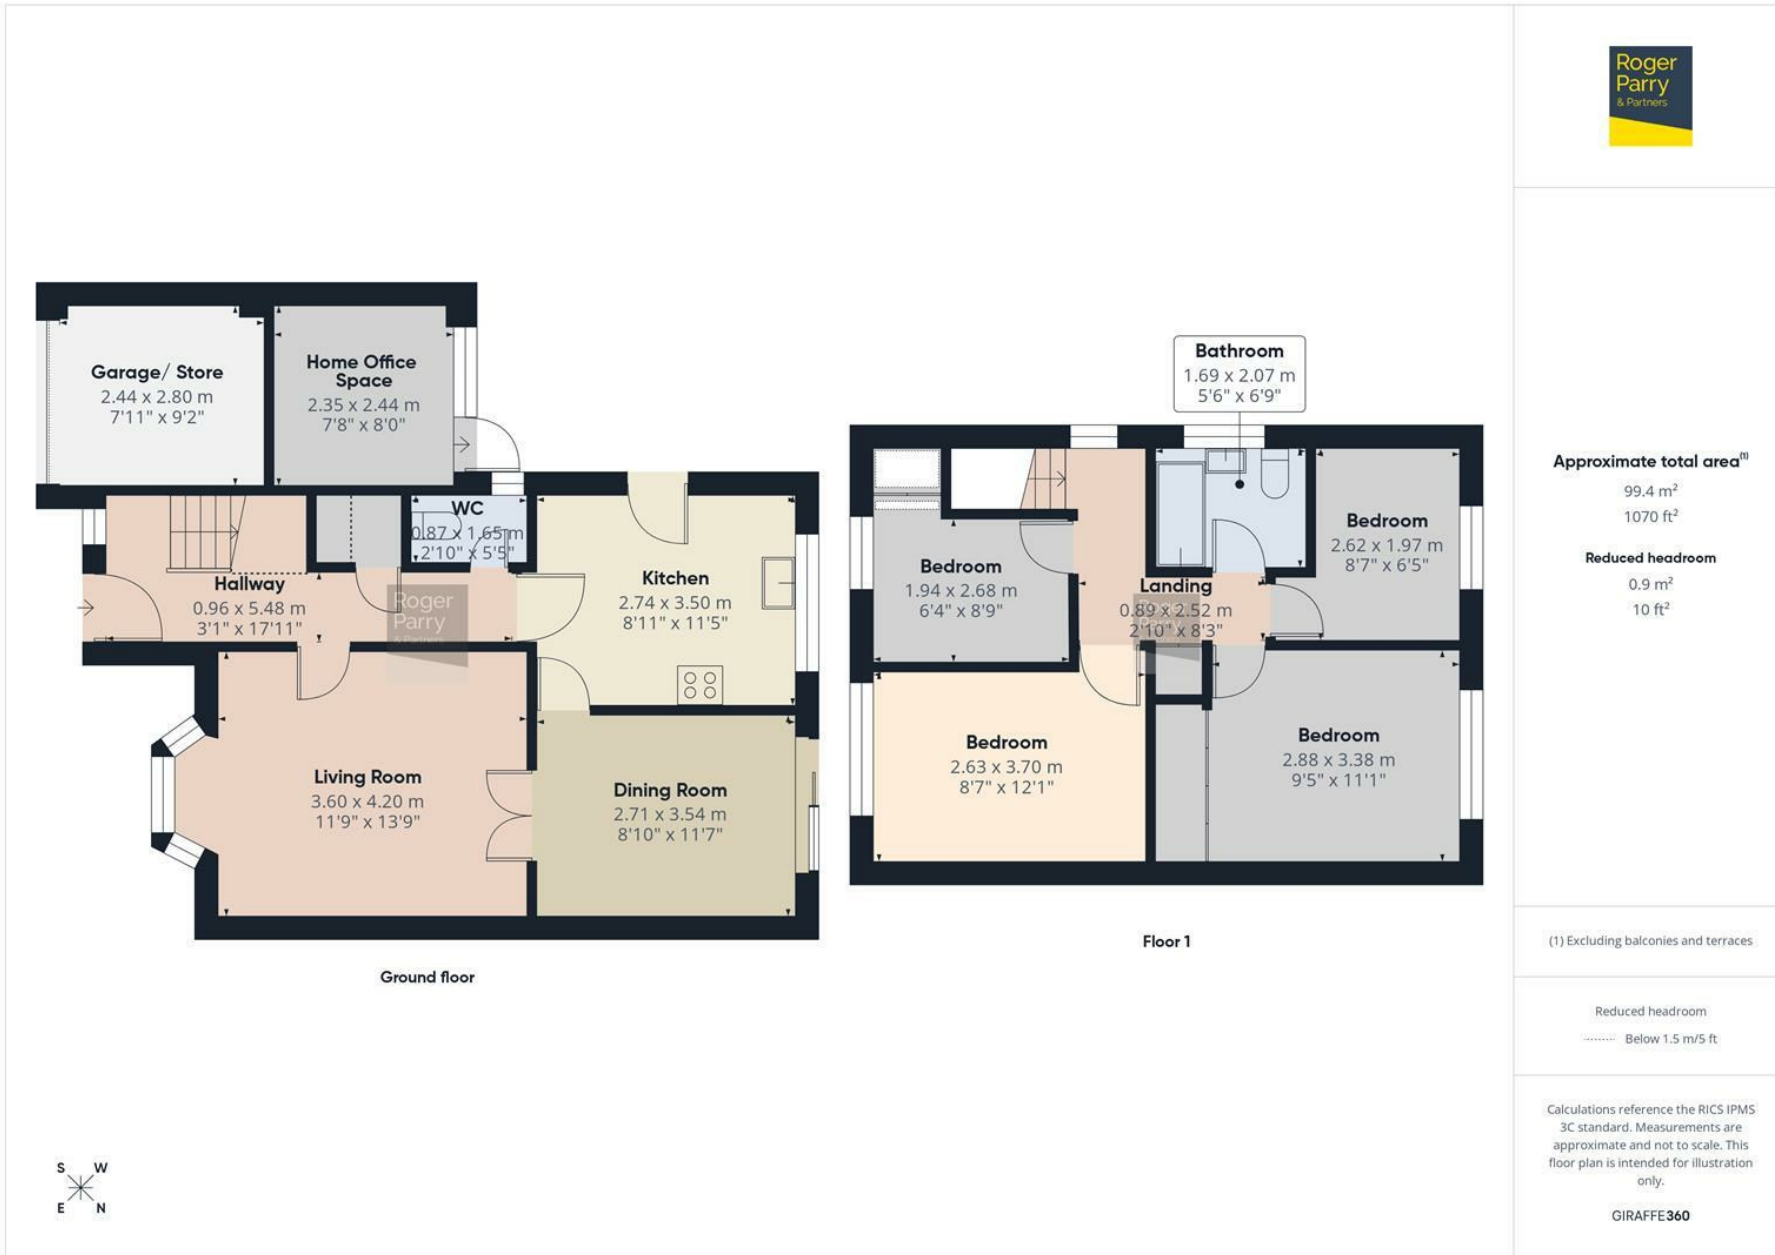 Roger
Parry
& Partners
Garage/ Store
2.44 x 2.80 m
7'11" x 9'2"
Home Office
Space
2.35 x 2.44 m
7'8" x 8'0"
WC
0.87 x 1.65 m
2'10" x 5'5"
Hallway
0.96 x 5.48 m
3'1" x 17'11"
Roger
Parry
& Partners
Kitchen
2.74 x 3.50 m
8'11" x 11'5"
Living Room
3.60 x 4.20 m
11'9" x 13'9"
Dining Room
2.71 x 3.54 m
8'10" x 11'7"
Ground floor
Bathroom
1.69 x 2.07 m
5'6" x 6'9"
Bedroom
2.62 x 1.97 m
8'7" x 6'5"
Bedroom
1.94 x 2.68 m
6'4" x 8'9"
Landing
0.89 x 2.52 m
2'10" x 8'3"
Roger
Parry
Bedroom
2.63 x 3.70 m
8'7" x 12'1"
Bedroom
2.88 x 3.38 m
9'5" x 11'1"
Floor 1
S W
E N
Approximate total area(1)
99.4 m²
1070 ft²
Reduced headroom
0.9 m²
10 ft²
(1) Excluding balconies and terraces
Reduced headroom
Below 1.5 m/5 ft
Calculations reference the RICS IPMS
3C standard. Measurements are
approximate and not to scale. This
floor plan is intended for illustration
only.
GIRAFFE360